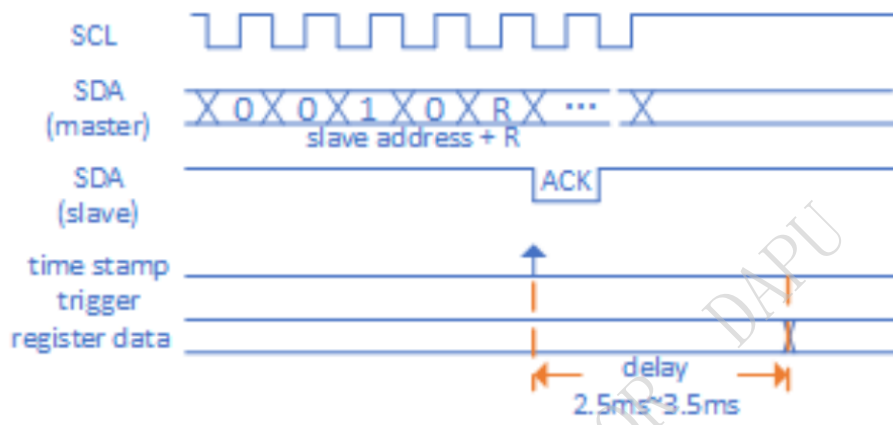 SCL
SDA
(master)
0 0 1 0 R ...
slave address + R
SDA
(slave)
ACK
time stamp
trigger
register data
delay
2.5ms~3.5ms
DAPU